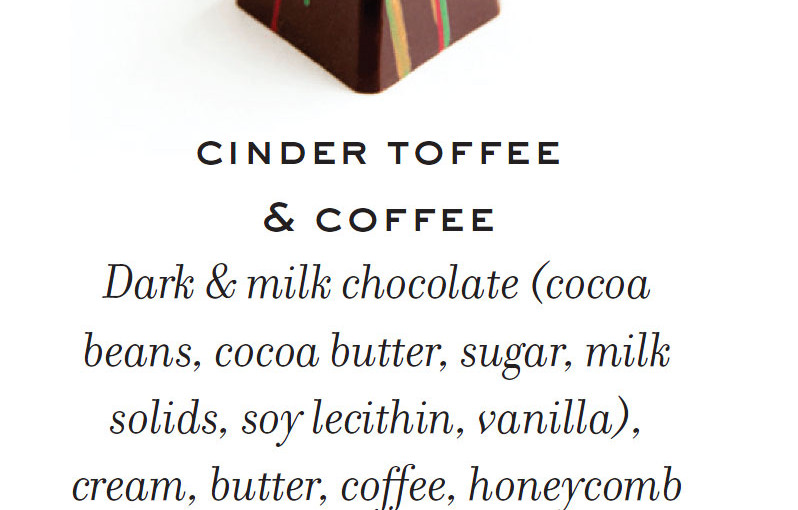 CINDER TOFFEE
& COFFEE
Dark & milk chocolate (cocoa
beans, cocoa butter, sugar, milk
solids, soy lecithin, vanilla),
cream, butter, coffee, honeycomb